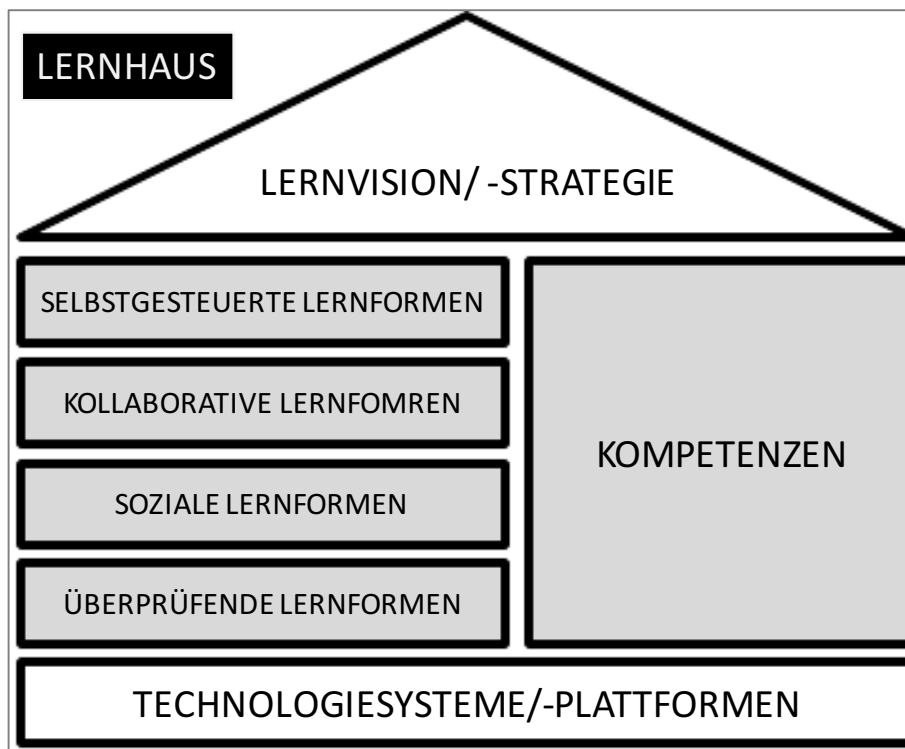 LERNHAUS
LERNVISION/ -STRATEGIE
SELBSTGESTEUERTE LERNFORMEN
KOLLABORATIVE LERNFOMREN
SOZIALE LERNFORMEN
ÜBERPRÜFENDE LERNFORMEN
KOMPETENZEN
TECHNOLOGIESYSTEME/-PLATTFORMEN